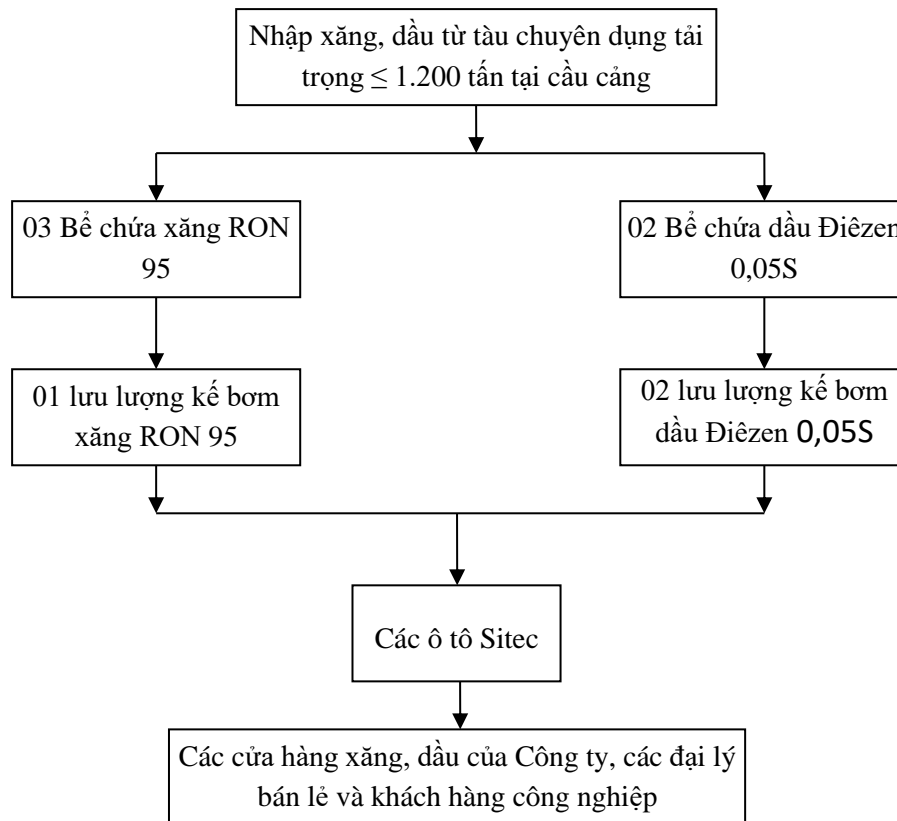 Nhập xăng, dầu từ tàu chuyên dụng tải
trọng ≤ 1.200 tấn tại cầu cảng
03 Bể chứa xăng RON
95
02 Bể chứa dầu Điêzen
0,05S
01 lưu lượng kế bơm
xăng RON 95
02 lưu lượng kế bơm
dầu Điêzen 0,05S
Các ô tô Sitec
Các cửa hàng xăng, dầu của Công ty, các đại lý
bán lẻ và khách hàng công nghiệp